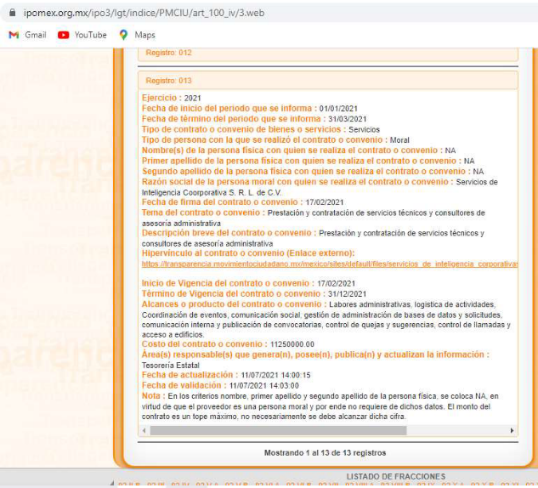 ipomex.org.mx/ipo3/lgt/indice/PMCIU/art_100_iv/3.web
Gmail YouTube Maps
Registro: 012
Registro: 013
Ejercicio : 2021
Fecha de inicio del periodo que se informa : 01/01/2021
Fecha de término del periodo que se informa : 31/03/2021
Tipo de contrato o convenio de bienes o servicios : Servicios
Tipo de persona con la que se realizó el contrato o convenio : Moral
Nombre(s) de la persona física con quien se realiza el contrato o convenio : NA
Primer apellido de la persona física con quien se realiza el contrato o convenio : NA
Segundo apellido de la persona física con quien se realiza el contrato o convenio : NA
Razón social de la persona moral con quien se realiza el contrato o convenio : Servicios de
Inteligencia Coorporativa S. R. L. de C.V.
Fecha de firma del contrato o convenio : 17/02/2021
Tema del contrato o convenio : Prestación y contratación de servicios técnicos y consultores de
asesoría administrativa
Descripción breve del contrato o convenio : Prestación y contratación de servicios técnicos y
consultores de asesoría administrativa
Hipervínculo al contrato o convenio (Enlace externo):
https://transparencia.movimientociudadano.mx/mexico/sites/default/files/servicios_de_inteligencia_corporativas
Inicio de Vigencia del contrato o convenio : 17/02/2021
Término de Vigencia del contrato o convenio : 31/12/2021
Alcances o producto del contrato o convenio : Labores administrativas, logística de actividades,
Coordinación de eventos, comunicación social, gestión de administración de bases de datos y solicitudes,
comunicación interna y publicación de convocatorias, control de quejas y sugerencias, control de llamadas y
acceso a edificios.
Costo del contrato o convenio : 11250000.00
Área(s) responsable(s) que genera(n), posee(n), publica(n) y actualizan la información :
Tesorería Estatal
Fecha de actualización : 11/07/2021 14:00:15
Fecha de validación : 11/07/2021 14:03:00
Nota : En los criterios nombre, primer apellido y segundo apellido de la persona física, se coloca NA, en
virtud de que el proveedor es una persona moral y por ende no requiere de dichos datos. El monto del
contrato es un tope máximo, no necesariamente se debe alcanzar dicha cifra.
Mostrando 1 al 13 de 13 registros
LISTADO DE FRACCIONES